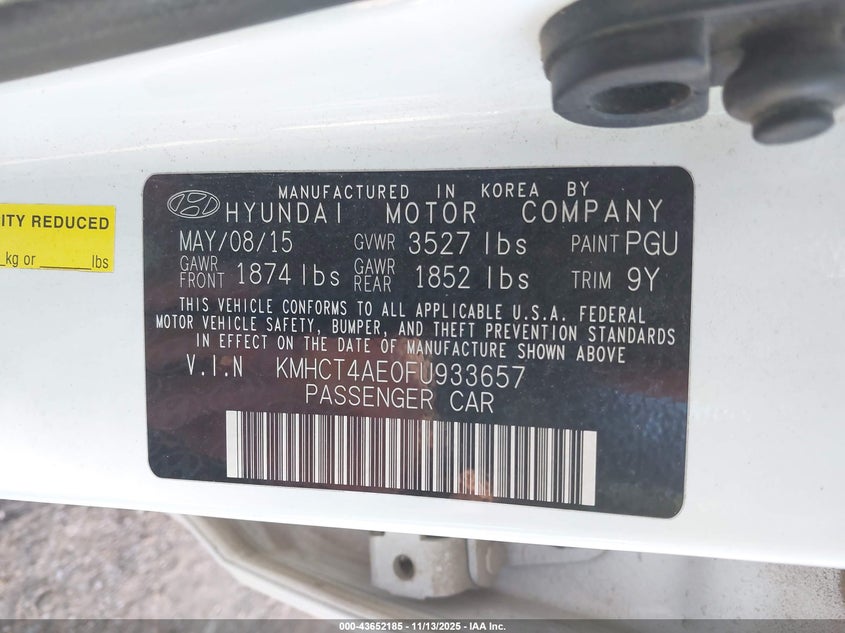 MANUFACTURED IN KOREA BY
HYUNDAI MOTOR COMPANY
MAY/08/15 GVWR 3527 lbs PAINT PGU
GAWR FRONT 1874 lbs GAWR REAR 1852 lbs TRIM 9Y
THIS VEHICLE CONFORMS TO ALL APPLICABLE U.S.A. FEDERAL
MOTOR VEHICLE SAFETY, BUMPER, AND THEFT PREVENTION STANDARDS
IN EFFECT ON THE DATE OF MANUFACTURE SHOWN ABOVE
V.I.N KMHCT4AE0FU933657
PASSENGER CAR
ITY REDUCED
kg or lbs
000-43652185 - 11/13/2025 - IAA Inc.